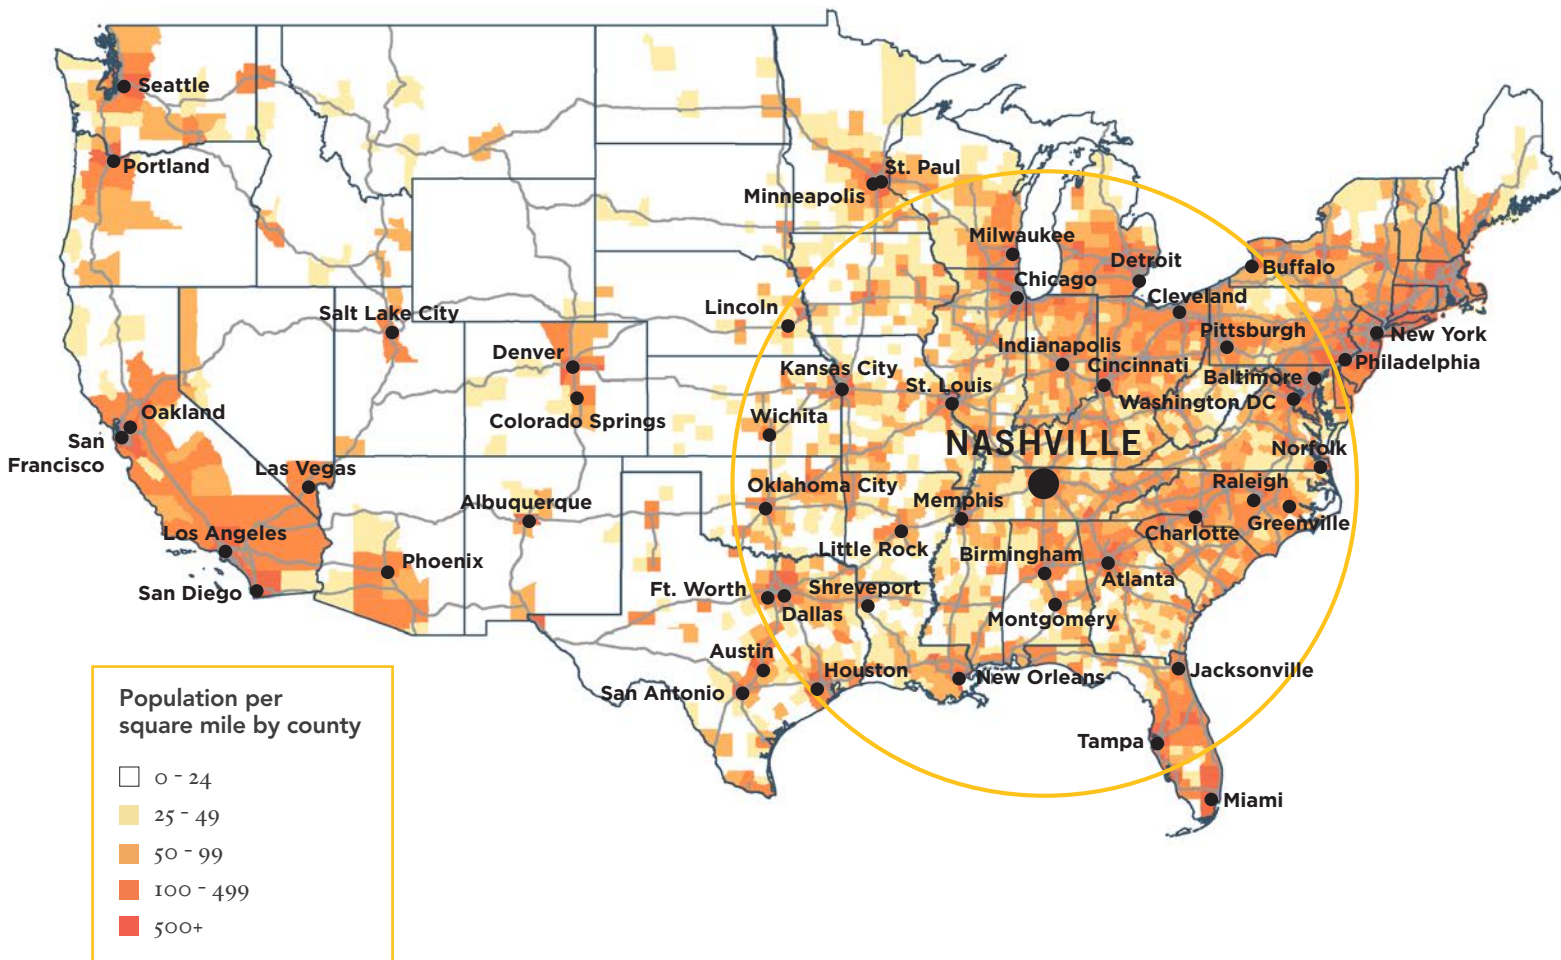 Seattle
Portland
St. Paul
Minneapolis
Milwaukee
Detroit
Buffalo
Chicago
Cleveland
Lincoln
Salt Lake City
Pittsburgh
New York
Denver
Indianapolis
Philadelphia
Kansas City
Cincinnati
Baltimore
St. Louis
Washington DC
Oakland
Colorado Springs
Wichita
San
Francisco
NASHVILLE
Norfolk
Las Vegas
Oklahoma City
Raleigh
Albuquerque
Memphis
Greenville
Los Angeles
Charlotte
Little Rock
Birmingham
Phoenix
Atlanta
San Diego
Ft. Worth
Shreveport
Dallas
Montgomery
Austin
Houston
Jacksonville
New Orleans
San Antonio
Tampa
Miami
Population per
square mile by county
0 - 24
25 - 49
50 - 99
100 - 499
500+